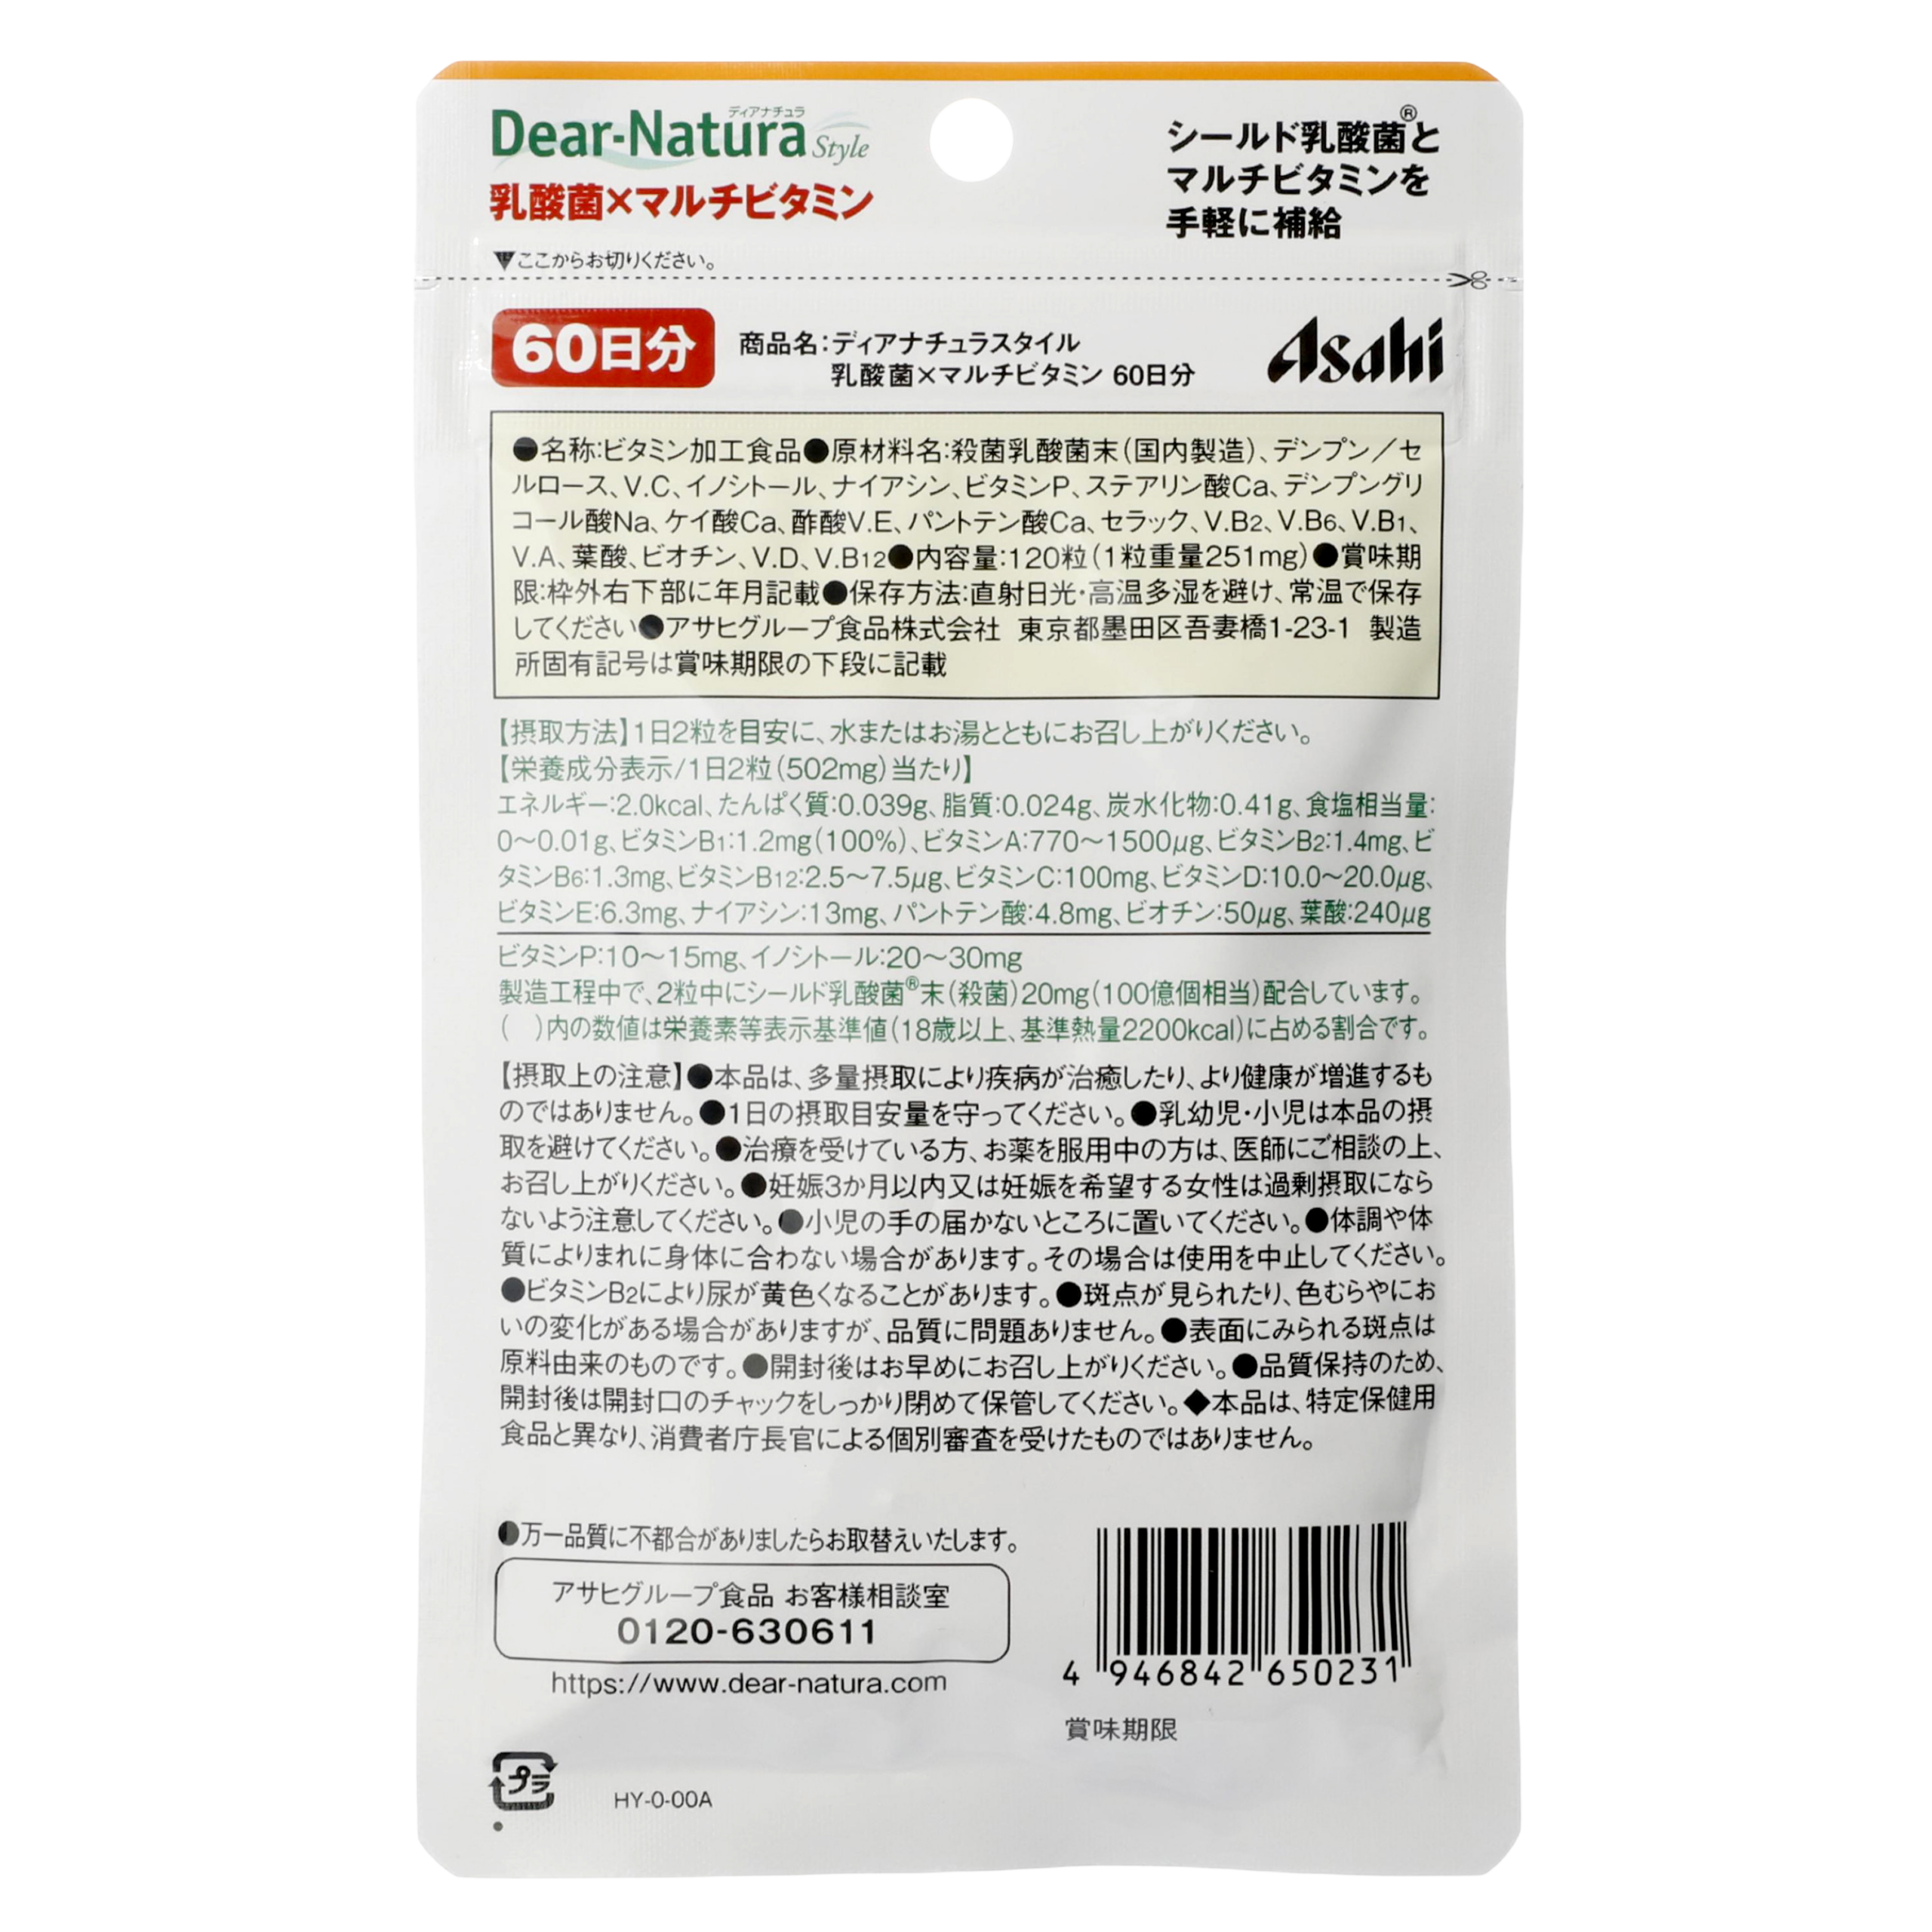 ディアナチュラ
Dear-Natura Style
乳酸菌×マルチビタミン
シールド乳酸菌®と
マルチビタミンを
手軽に補給
▼ここからお切りください。
60日分
商品名:ディアナチュラスタイル
乳酸菌×マルチビタミン 60日分
Asahi
●名称:ビタミン加工食品●原材料名:殺菌乳酸菌末(国内製造)、デンプン/セ
ルロース、V.C、イノシトール、ナイアシン、ビタミンP、ステアリン酸Ca、デンプングリ
コール酸Na、ケイ酸Ca、酢酸V.E、パントテン酸Ca、セラック、V.B2、V.B6、V.B1、
V.A、葉酸、ビオチン、V.D、V.B12●内容量:120粒(1粒重量251mg)●賞味期
限:枠外右下部に年月記載●保存方法:直射日光・高温多湿を避け、常温で保存
してください●アサヒグループ食品株式会社 東京都墨田区吾妻橋1-23-1 製造
所固有記号は賞味期限の下段に記載
【摂取方法】1日2粒を目安に、水またはお湯とともにお召し上がりください。
【栄養成分表示/1日2粒(502mg)当たり】
エネルギー:2.0kcal、たんぱく質:0.039g、脂質:0.024g、炭水化物:0.41g、食塩相当量:
0～0.01g、ビタミンB1:1.2mg(100%)、ビタミンA:770～1500μg、ビタミンB2:1.4mg、ビ
タミンB6:1.3mg、ビタミンB12:2.5～7.5μg、ビタミンC:100mg、ビタミンD:10.0～20.0μg、
ビタミンE:6.3mg、ナイアシン:13mg、パントテン酸:4.8mg、ビオチン:50μg、葉酸:240μg
ビタミンP:10～15mg、イノシトール:20～30mg
製造工程中で、2粒中にシールド乳酸菌®末(殺菌)20mg(100億個相当)配合しています。
( )内の数値は栄養素等表示基準値(18歳以上、基準熱量2200kcal)に占める割合です。
【摂取上の注意】●本品は、多量摂取により疾病が治癒したり、より健康が増進するも
のではありません。●1日の摂取目安量を守ってください。●乳幼児・小児は本品の摂
取を避けてください。●治療を受けている方、お薬を服用中の方は、医師にご相談の上、
お召し上がりください。●妊娠3か月以内又は妊娠を希望する女性は過剰摂取になら
ないよう注意してください。●小児の手の届かないところに置いてください。●体調や体
質によりまれに身体に合わない場合があります。その場合は使用を中止してください。
●ビタミンB2により尿が黄色くなることがあります。●斑点が見られたり、色むらやにお
いの変化がある場合がありますが、品質に問題ありません。●表面にみられる斑点は
原料由来のものです。●開封後はお早めにお召し上がりください。●品質保持のため、
開封後は開封口のチャックをしっかり閉めて保管してください。◆本品は、特定保健用
食品と異なり、消費者庁長官による個別審査を受けたものではありません。
●万一品質に不都合がありましたらお取替えいたします。
アサヒグループ食品 お客様相談室
0120-630611
https://www.dear-natura.com
4 946842 650231
賞味期限
プラ
HY-0-00A